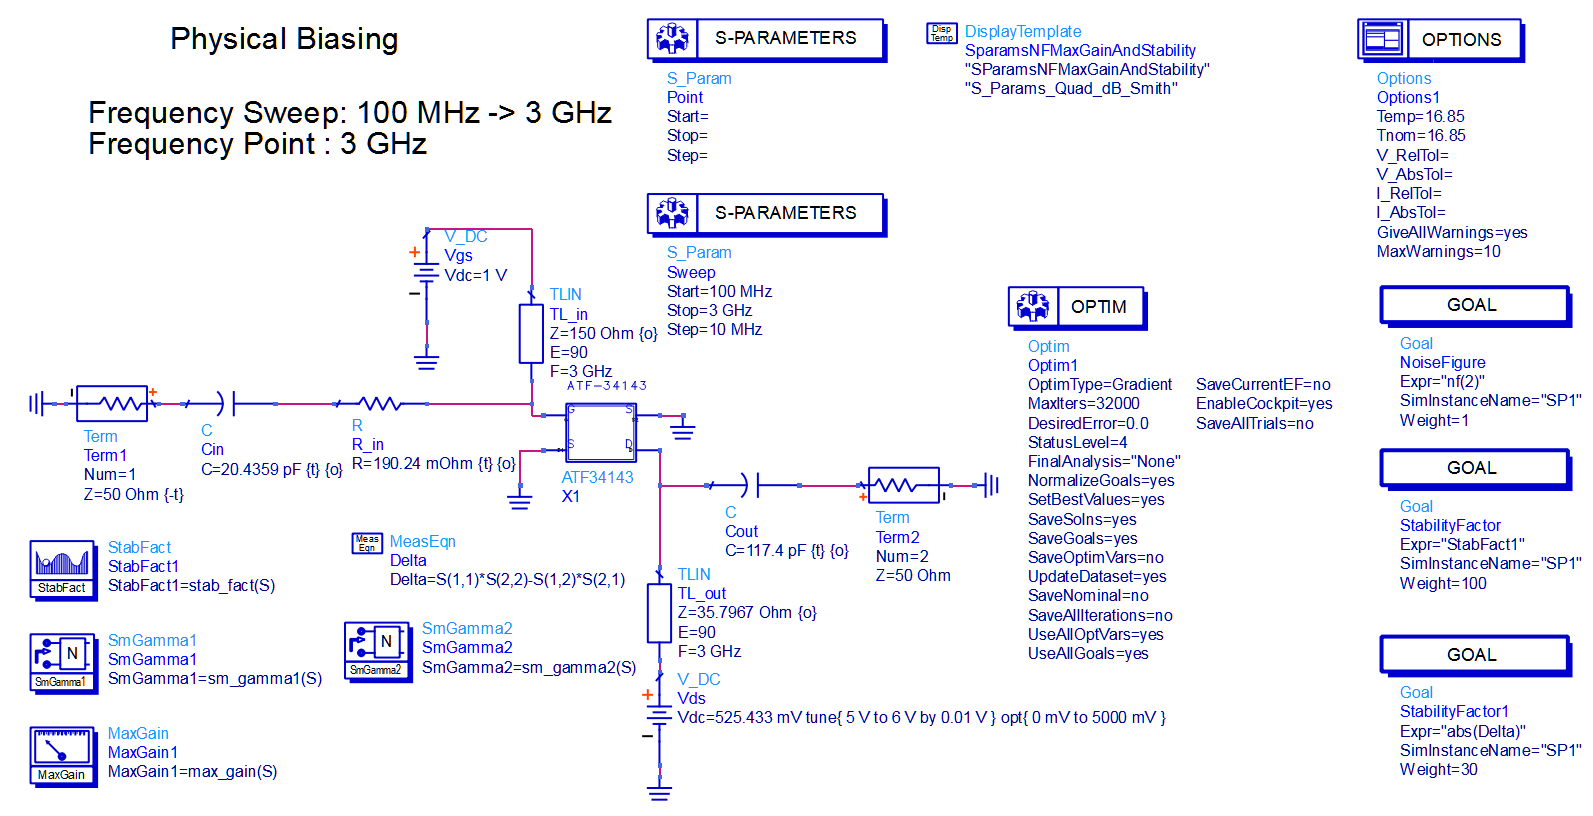 Physical Biasing
Frequency Sweep: 100 MHz -> 3 GHz
Frequency Point : 3 GHz
S-PARAMETERS
S_Param
Point
Start=
Stop=
Step=
Disp
Temp
DisplayTemplate
SparamsNFMaxGainAndStability
"SParamsNFMaxGainAndStability"
"S_Params_Quad_dB_Smith"
OPTIONS
Options
Options1
Temp=16.85
Tnom=16.85
V_RelTol=
V_AbsTol=
I_RelTol=
I_AbsTol=
GiveAllWarnings=yes
MaxWarnings=10
S-PARAMETERS
S_Param
Sweep
Start=100 MHz
Stop=3 GHz
Step=10 MHz
V_DC
Vgs
Vdc=1 V
TLIN
TL_in
Z=150 Ohm {o}
E=90
F=3 GHz
ATF-34143
G
S
S
D
ATF34143
X1
Term
Term1
Num=1
Z=50 Ohm {-t}
C
Cin
C=20.4359 pF {t} {o}
R
R_in
R=190.24 mOhm {t} {o}
C
Cout
C=117.4 pF {t} {o}
Term
Term2
Num=2
Z=50 Ohm
TLIN
TL_out
Z=35.7967 Ohm {o}
E=90
F=3 GHz
V_DC
Vds
Vdc=525.433 mV tune{ 5 V to 6 V by 0.01 V } opt{ 0 mV to 5000 mV }
OPTIM
Optim
Optim1
OptimType=Gradient
MaxIters=32000
DesiredError=0.0
StatusLevel=4
FinalAnalysis="None"
NormalizeGoals=yes
SetBestValues=yes
SaveSolns=yes
SaveGoals=yes
SaveOptimVars=no
UpdateDataset=yes
SaveNominal=no
SaveAllIterations=no
UseAllOptVars=yes
UseAllGoals=yes
SaveCurrentEF=no
EnableCockpit=yes
SaveAllTrials=no
GOAL
Goal
NoiseFigure
Expr="nf(2)"
SimInstanceName="SP1"
Weight=1
GOAL
Goal
StabilityFactor
Expr="StabFact1"
SimInstanceName="SP1"
Weight=100
GOAL
Goal
StabilityFactor1
Expr="abs(Delta)"
SimInstanceName="SP1"
Weight=30
StabFact
StabFact
StabFact1
StabFact1=stab_fact(S)
Meas
Eqn
MeasEqn
Delta
Delta=S(1,1)*S(2,2)-S(1,2)*S(2,1)
N
SmGamma1
SmGamma1
SmGamma1
SmGamma1=sm_gamma1(S)
N
SmGamma2
SmGamma2
SmGamma2
SmGamma2=sm_gamma2(S)
MaxGain
MaxGain
MaxGain1
MaxGain1=max_gain(S)